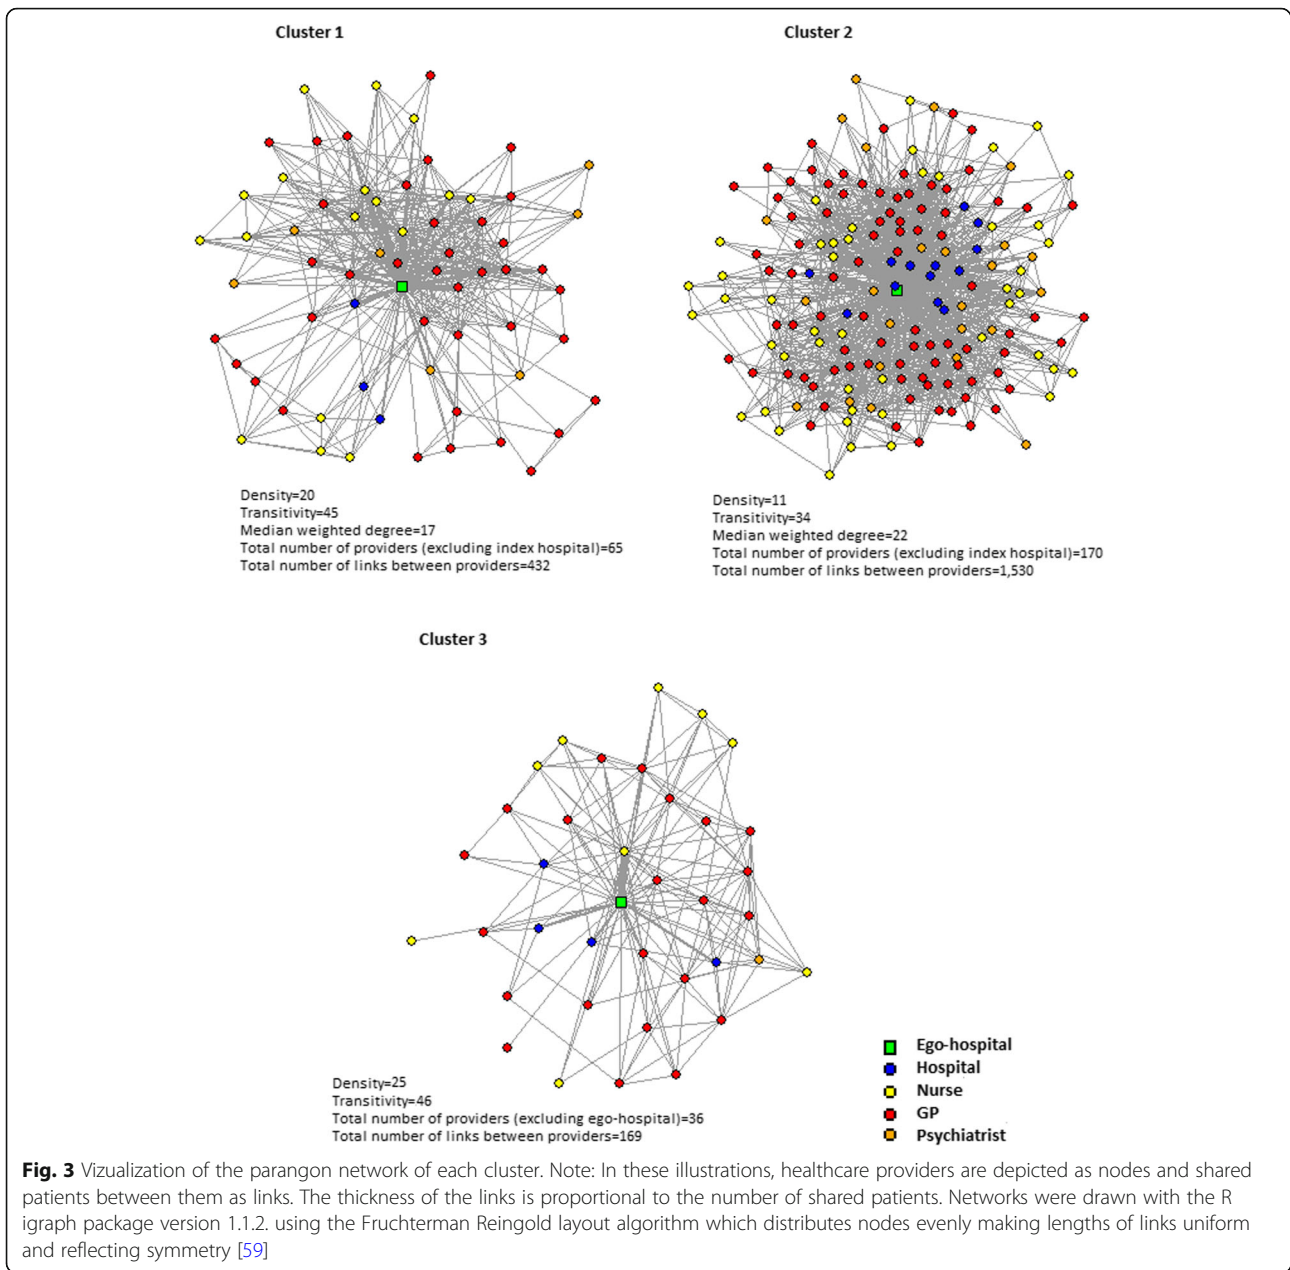 Cluster 1
Cluster 2
Density=20
Transitivity=45
Median weighted degree=17
Total number of providers (excluding index hospital)=65
Total number of links between providers=432
Density=11
Transitivity=34
Median weighted degree=22
Total number of providers (excluding index hospital)=170
Total number of links between providers=1,530
Cluster 3
Density=25
Transitivity=46
Total number of providers (excluding ego-hospital)=36
Total number of links between providers=169
Ego-hospital
Hospital
Nurse
GP
Psychiatrist
Fig. 3 Vizualization of the parangon network of each cluster. Note: In these illustrations, healthcare providers are depicted as nodes and shared
patients between them as links. The thickness of the links is proportional to the number of shared patients. Networks were drawn with the R
igraph package version 1.1.2. using the Fruchterman Reingold layout algorithm which distributes nodes evenly making lengths of links uniform
and reflecting symmetry [59]